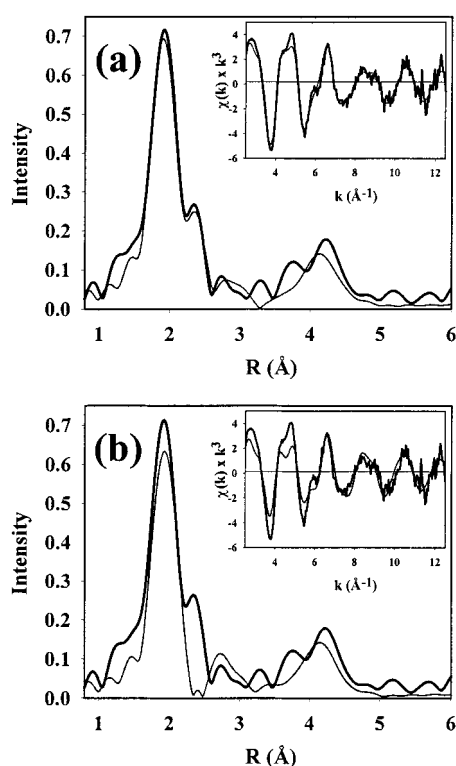 (a)
Intensity
0.7
0.6
0.5
0.4
0.3
0.2
0.1
0.0
1 2 3 4 5 6
R (Å)
χ(k) x k³
4
2
0
-2
-4
-6
4 6 8 10 12
k (Å⁻¹)
(b)
Intensity
0.7
0.6
0.5
0.4
0.3
0.2
0.1
0.0
1 2 3 4 5 6
R (Å)
χ(k) x k³
4
2
0
-2
-4
-6
4 6 8 10 12
k (Å⁻¹)